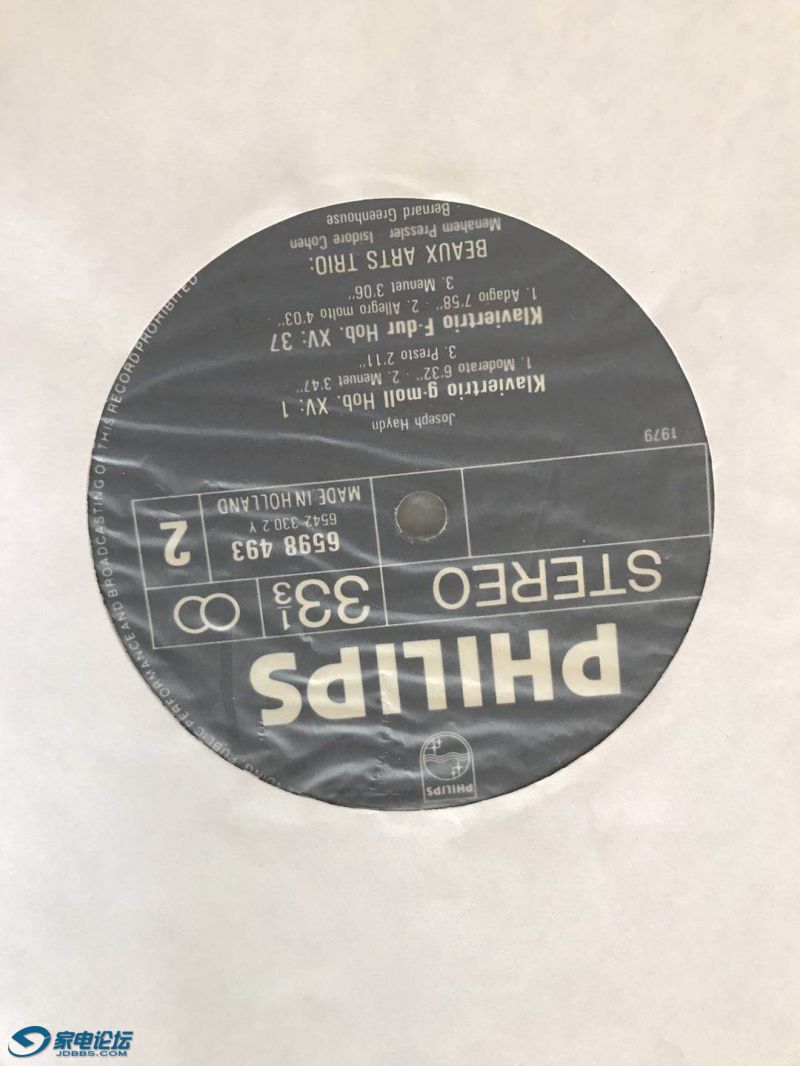 PHILIPS
PHILIPS
STEREO
33⅓
2
6598 493
6542 330.2 Y
MADE IN HOLLAND
1979
Joseph Haydn
Klaviertrio g-moll Hob. XV: 1
1. Moderato 6'32" - 2. Menuet 3'47"
3. Presto 2'11"
Klaviertrio F-dur Hob. XV: 37
1. Adagio 7'58" - 2. Allegro molto 4'03"
3. Menuet 3'06"
BEAUX ARTS TRIO:
Menahem Pressler - Isidore Cohen
Bernard Greenhouse
PUBLIC PERFORMANCE AND BROADCASTING OF THIS RECORD PROHIBITED
家电论坛
JDBBS.COM